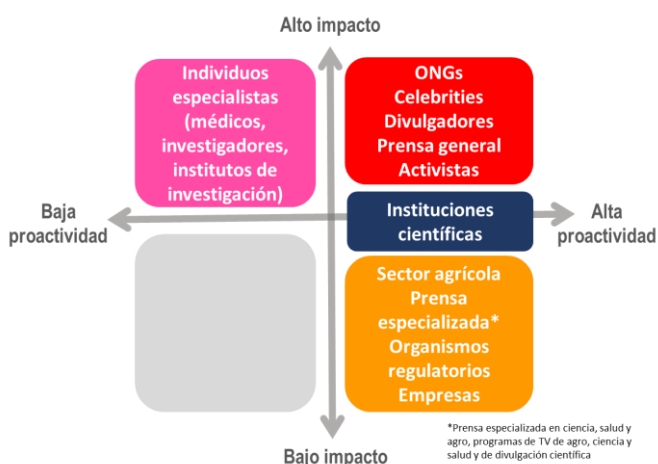 Alto impacto
Individuos
especialistas
(médicos,
investigadores,
institutos de
investigación)
ONGs
Celebrities
Divulgadores
Prensa general
Activistas
Baja
proactividad
Instituciones
científicas
Alta
proactividad
Sector agrícola
Prensa
especializada*
Organismos
regulatorios
Empresas
*Prensa especializada en ciencia, salud y
agro, programas de TV de agro, ciencia y
salud y de divulgación científica
Bajo impacto